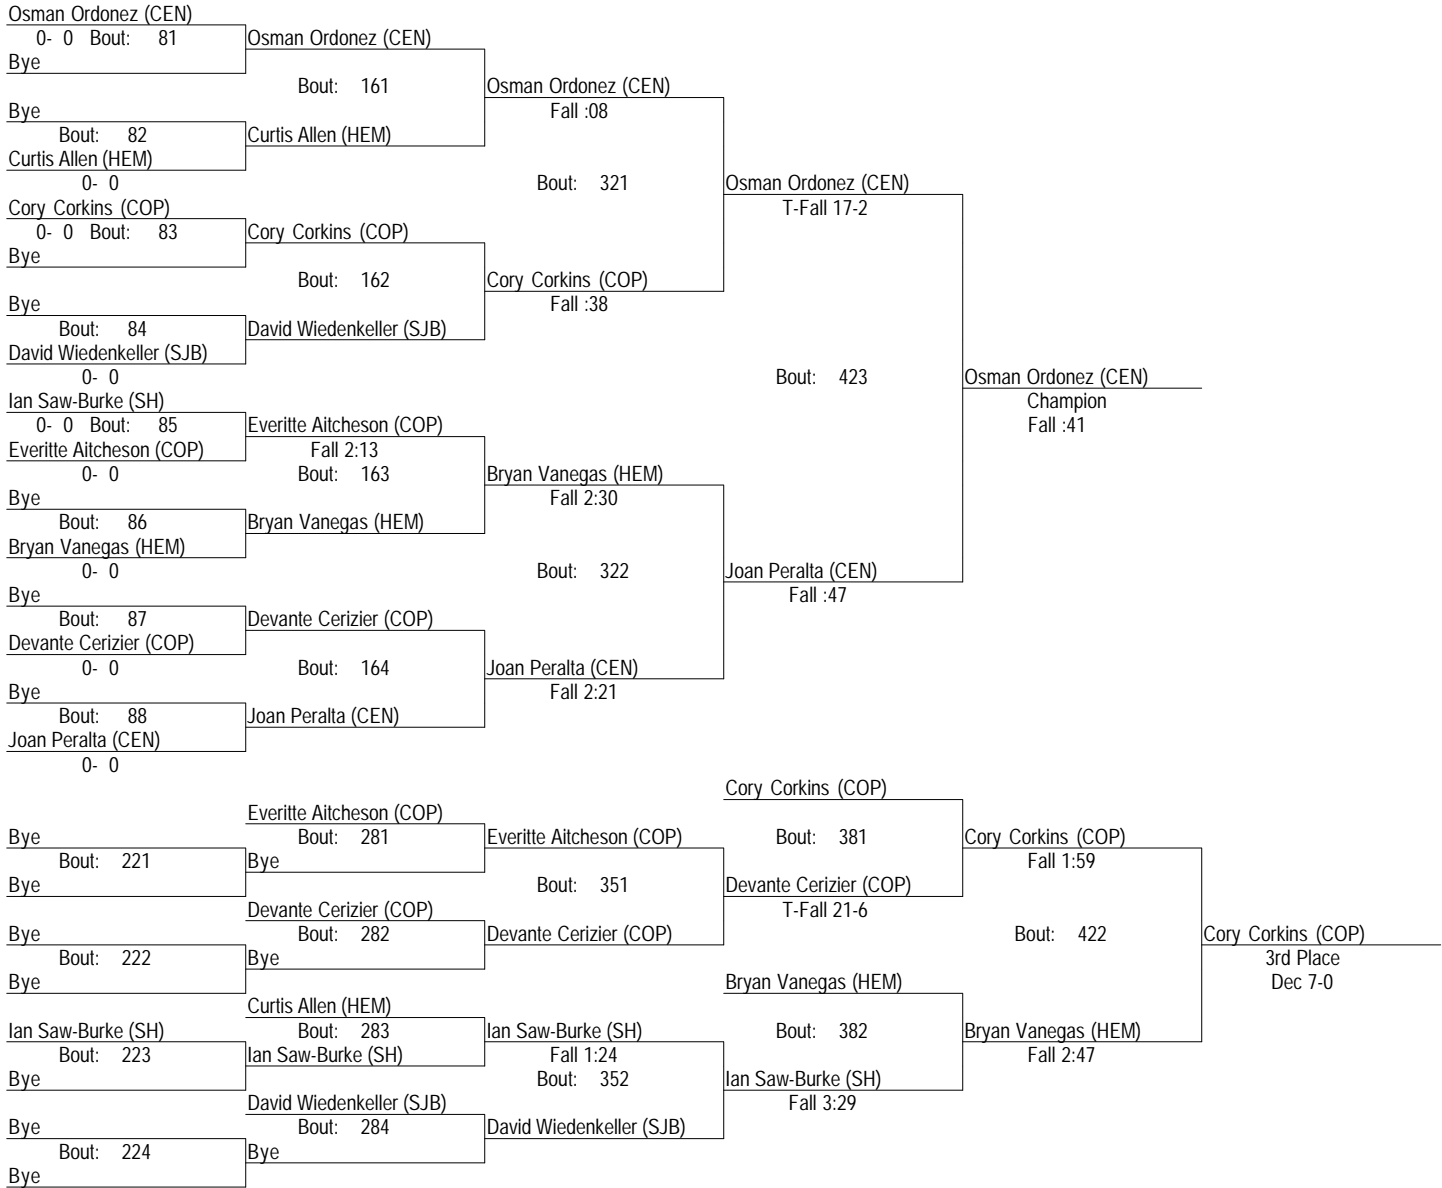 Osman Ordonez (CEN)
0- 0 Bout: 81
Bye
Bye
Bout: 82
Curtis Allen (HEM)
0- 0
Cory Corkins (COP)
0- 0 Bout: 83
Bye
Bye
Bout: 84
David Wiedenkeller (SJB)
0- 0
Ian Saw-Burke (SH)
0- 0 Bout: 85
Everitte Aitcheson (COP)
0- 0
Bye
Bout: 86
Bryan Vanegas (HEM)
0- 0
Bye
Bout: 87
Devante Cerizier (COP)
0- 0
Bye
Bout: 88
Joan Peralta (CEN)
0- 0
Osman Ordonez (CEN)
Bout: 161
Curtis Allen (HEM)
Cory Corkins (COP)
Bout: 162
David Wiedenkeller (SJB)
Everitte Aitcheson (COP)
Fall 2:13
Bout: 163
Bryan Vanegas (HEM)
Devante Cerizier (COP)
Bout: 164
Joan Peralta (CEN)
Osman Ordonez (CEN)
Fall :08
Bout: 321
Cory Corkins (COP)
Fall :38
Bryan Vanegas (HEM)
Fall 2:30
Bout: 322
Joan Peralta (CEN)
Fall 2:21
Osman Ordonez (CEN)
T-Fall 17-2
Bout: 423
Joan Peralta (CEN)
Fall :47
Osman Ordonez (CEN)
Champion
Fall :41
Bye
Bout: 221
Bye
Bye
Bout: 222
Bye
Ian Saw-Burke (SH)
Bout: 223
Bye
Bye
Bout: 224
Bye
Everitte Aitcheson (COP)
Bout: 281
Bye
Devante Cerizier (COP)
Bout: 282
Bye
Curtis Allen (HEM)
Bout: 283
Ian Saw-Burke (SH)
David Wiedenkeller (SJB)
Bout: 284
Bye
Everitte Aitcheson (COP)
Bout: 351
Devante Cerizier (COP)
Ian Saw-Burke (SH)
Fall 1:24
Bout: 352
David Wiedenkeller (SJB)
Cory Corkins (COP)
Bout: 381
Devante Cerizier (COP)
T-Fall 21-6
Bryan Vanegas (HEM)
Bout: 382
Ian Saw-Burke (SH)
Fall 3:29
Cory Corkins (COP)
Fall 1:59
Bout: 422
Bryan Vanegas (HEM)
Fall 2:47
Cory Corkins (COP)
3rd Place
Dec 7-0